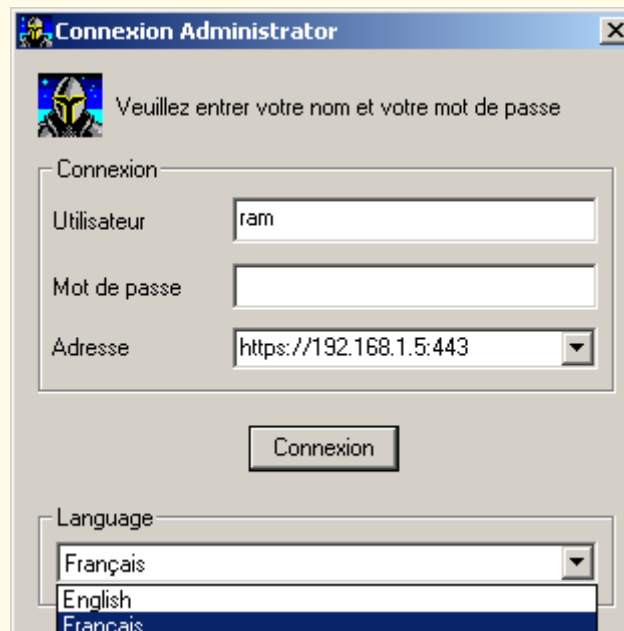 Connexion Administrator
Veuillez entrer votre nom et votre mot de passe
Connexion
Utilisateur ram
Mot de passe
Adresse https://192.168.1.5:443
Connexion
Language
Français
English
Français